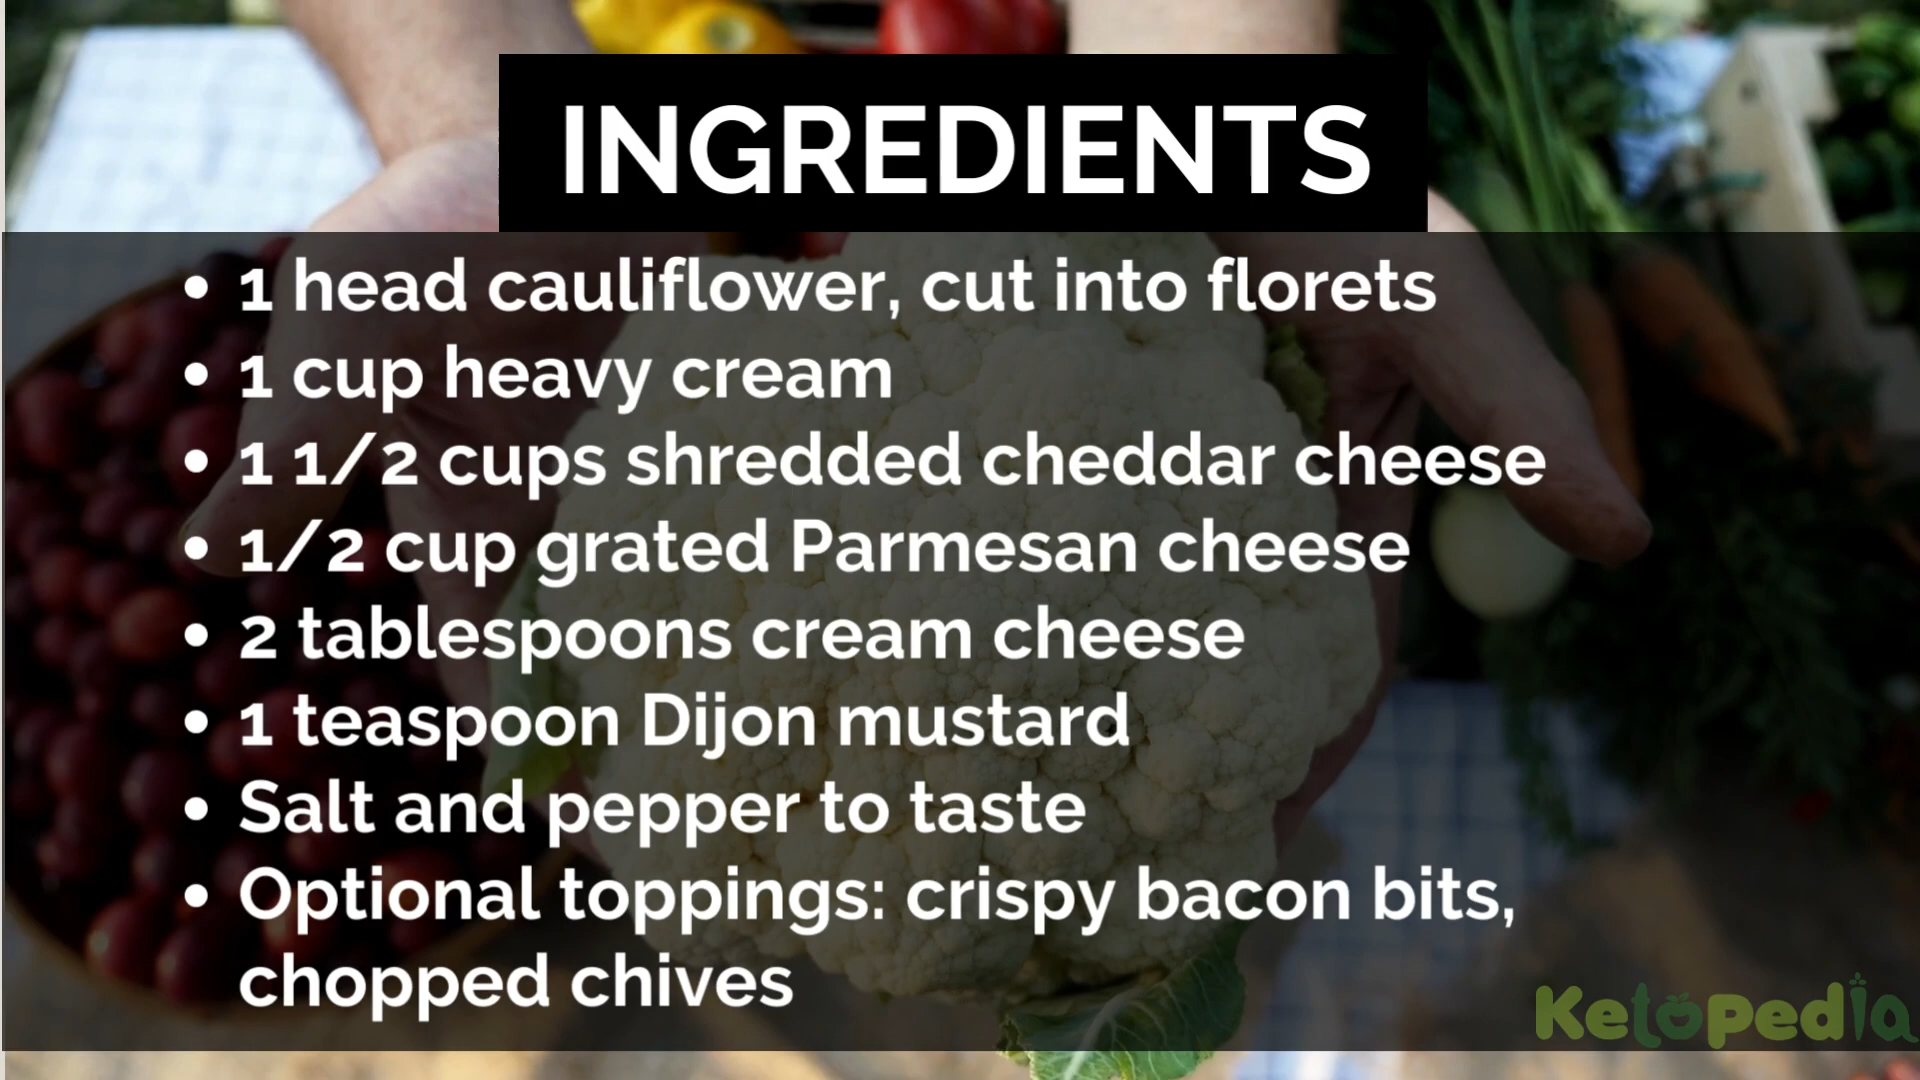 INGREDIENTS
• 1 head cauliflower, cut into florets
• 1 cup heavy cream
• 1 1/2 cups shredded cheddar cheese
• 1/2 cup grated Parmesan cheese
• 2 tablespoons cream cheese
• 1 teaspoon Dijon mustard
• Salt and pepper to taste
• Optional toppings: crispy bacon bits,
chopped chives
Ketopedia